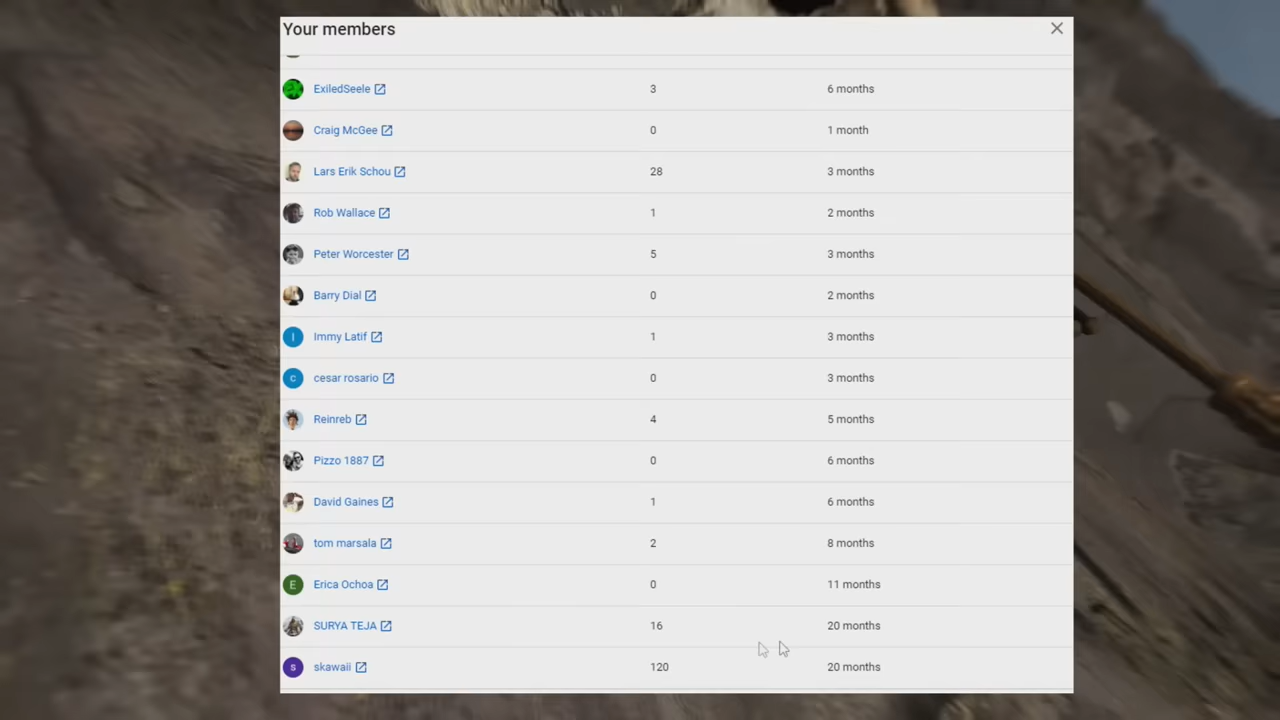 Your members
ExiledSeele 3 6 months
Craig McGee 0 1 month
Lars Erik Schou 28 3 months
Rob Wallace 1 2 months
Peter Worcester 5 3 months
Barry Dial 0 2 months
I Immy Latif 1 3 months
c cesar rosario 0 3 months
Reinreb 4 5 months
Pizzo 1887 0 6 months
David Gaines 1 6 months
tom marsala 2 8 months
E Erica Ochoa 0 11 months
SURYA TEJA 16 20 months
s skawaii 120 20 months